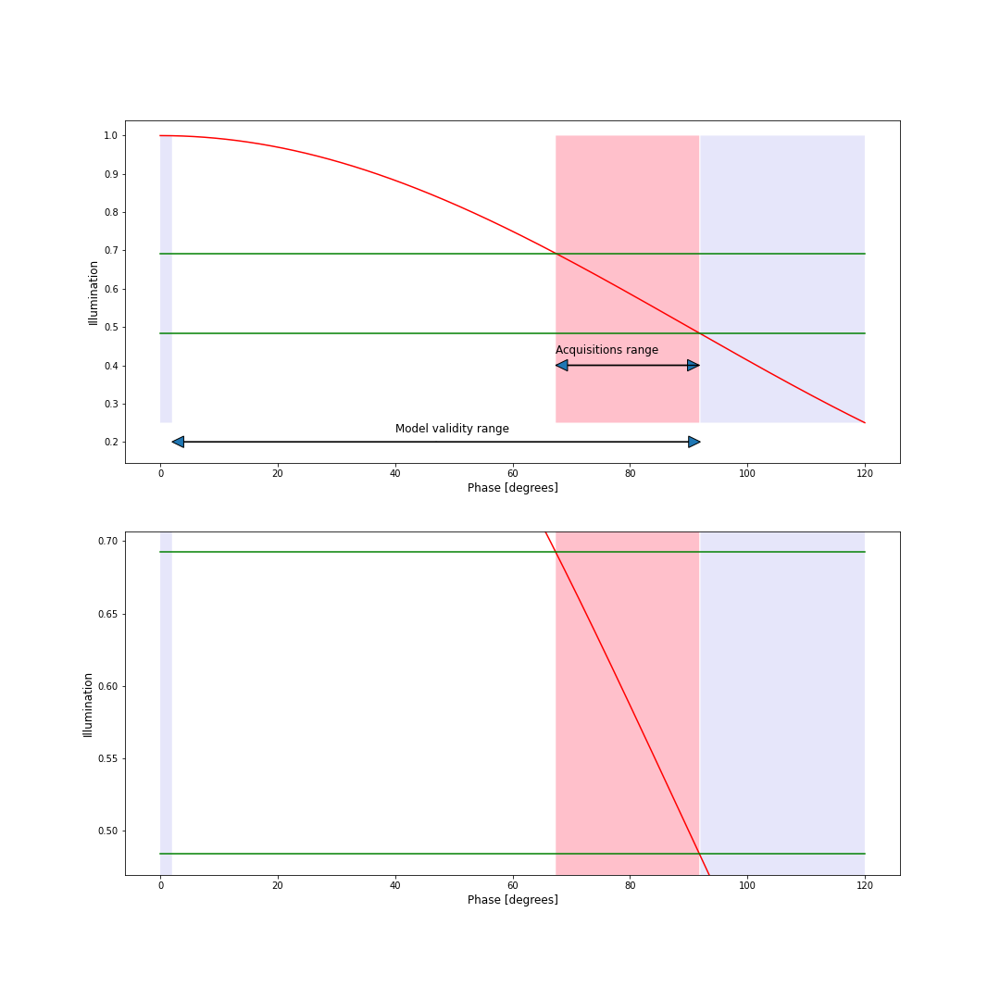 1.0
0.9
0.8
0.7
0.6
0.5
0.4
0.3
0.2
Illumination
Acquisitions range
Model validity range
0 20 40 60 80 100 120
Phase [degrees]
0.70
0.65
0.60
0.55
0.50
Illumination
0 20 40 60 80 100 120
Phase [degrees]